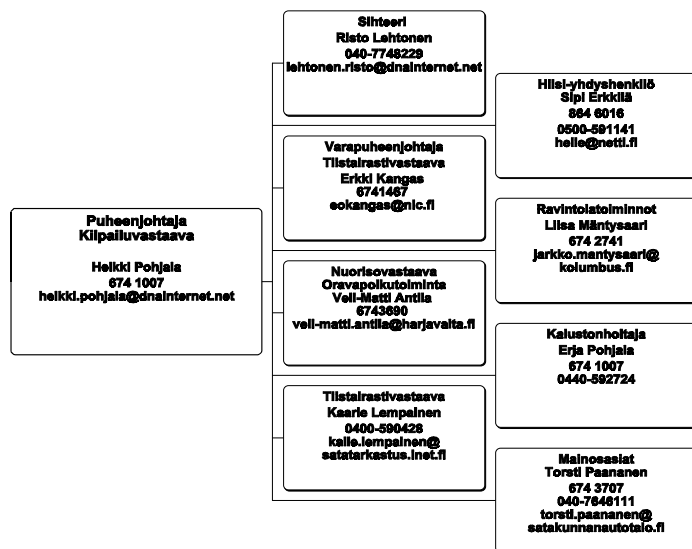 Sihteeri
Risto Lehtonen
040-7748229
lehtonen.risto@dnainternet.net
Hiisi-yhdyshenkilö
Sipi Erkkilä
864 6016
0500-591141
helle@netti.fi
Varapuheenjohtaja
Tiistairastivastaava
Erkki Kangas
6741467
eokangas@nic.fi
Puheenjohtaja
Kilpailuvastaava
Heikki Pohjala
674 1007
heikki.pohjala@dnainternet.net
Ravintolatoiminnot
Liisa Mäntysaari
674 2741
jarkko.mantysaari@
kolumbus.fi
Nuorisovastaava
Oravapolkutoiminta
Veli-Matti Antila
6743690
veli-matti.antila@harjavalta.fi
Kalustonhoitaja
Erja Pohjala
674 1007
0440-592724
Tiistairastivastaava
Kaarle Lempainen
0400-590428
kalle.lempainen@
satatarkastus.inet.fi
Mainosasiat
Torsti Paananen
674 3707
040-7646111
torsti.paananen@
satakunnanautotalo.fi